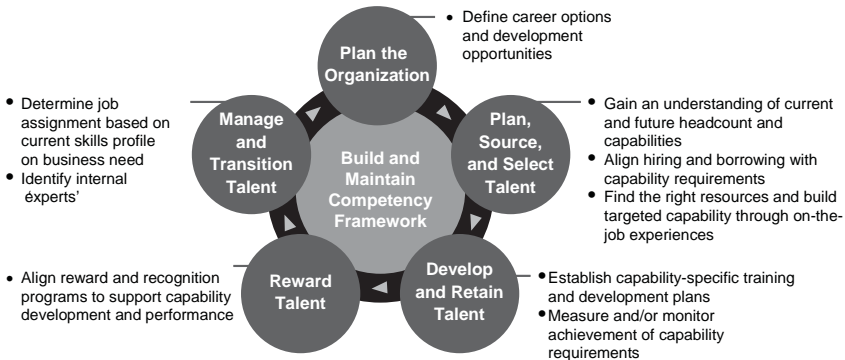 Plan the
Organization
• Define career options
and development
opportunities
Plan,
Source,
and Select
Talent
• Gain an understanding of current
and future headcount and
capabilities
• Align hiring and borrowing with
capability requirements
• Find the right resources and build
targeted capability through on-the-
job experiences
Develop
and Retain
Talent
• Establish capability-specific training
and development plans
• Measure and/or monitor
achievement of capability
requirements
Reward
Talent
• Align reward and recognition
programs to support capability
development and performance
Manage
and
Transition
Talent
• Determine job
assignment based on
current skills profile
on business need
• Identify internal
‘experts’
Build and
Maintain
Competency
Framework